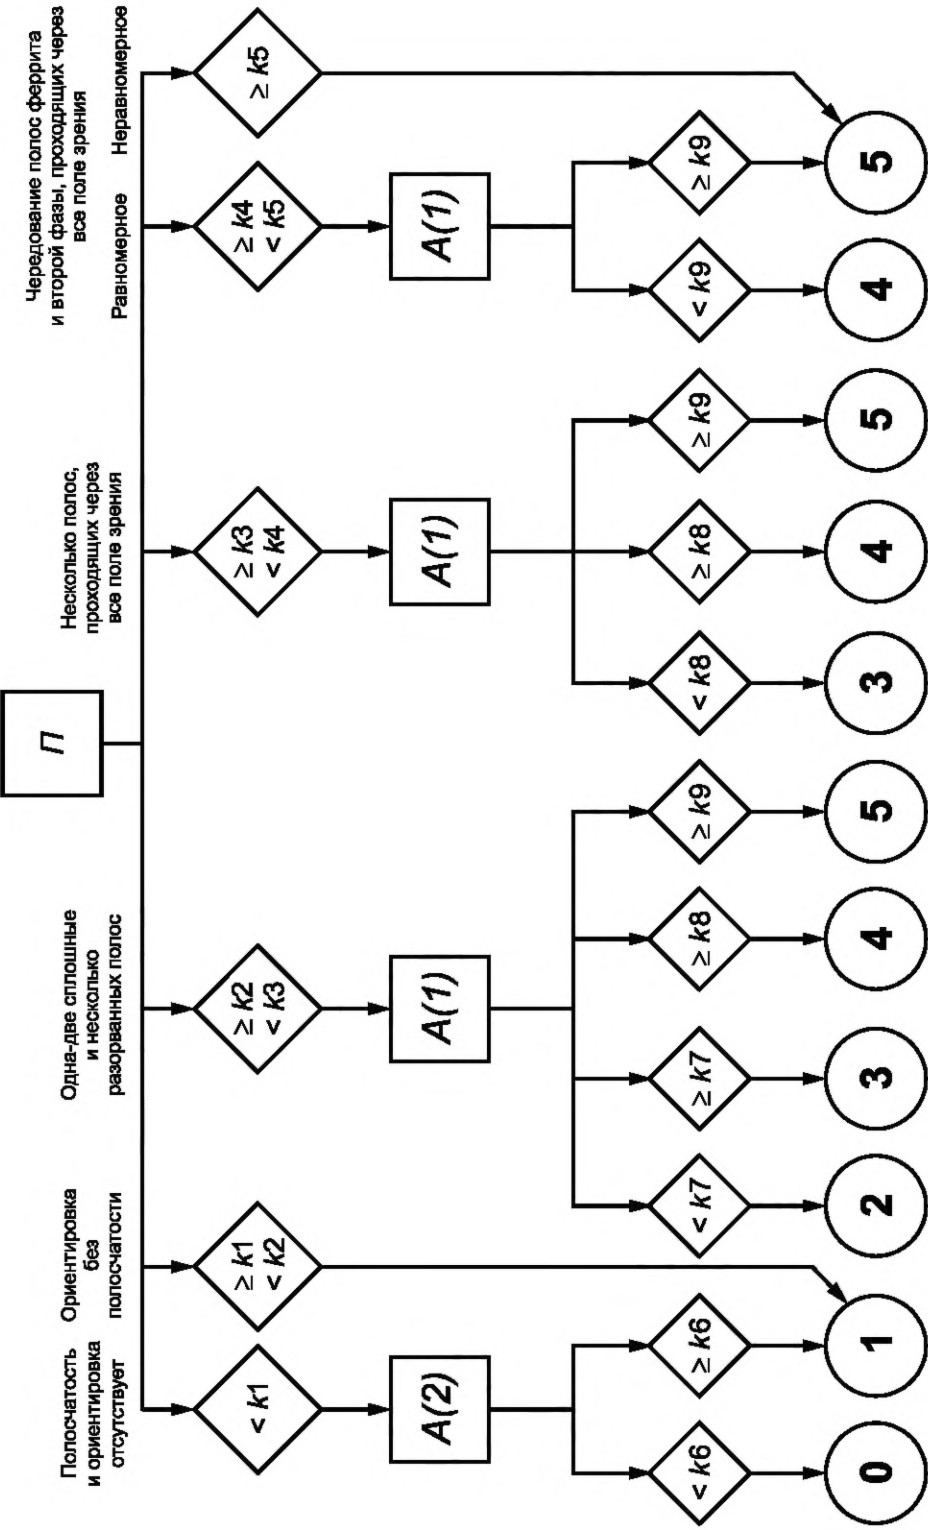 П
Полосчатость
и ориентировка
отсутствует
Ориентировка
без
полосчатости
Одна-две сплошные
и несколько
разорванных полос
Несколько полос,
проходящих через
все поле зрения
Чередование полос феррита
и второй фазы, проходящих через
все поле зрения
Равномерное
Неравномерное
< k1
≥ k1
< k2
≥ k2
< k3
≥ k3
< k4
≥ k4
< k5
≥ k5
A(2)
A(1)
A(1)
A(1)
< k6
≥ k6
< k7
≥ k7
≥ k8
≥ k9
< k8
≥ k8
≥ k9
< k9
≥ k9
0
1
2
3
4
5
3
4
5
4
5